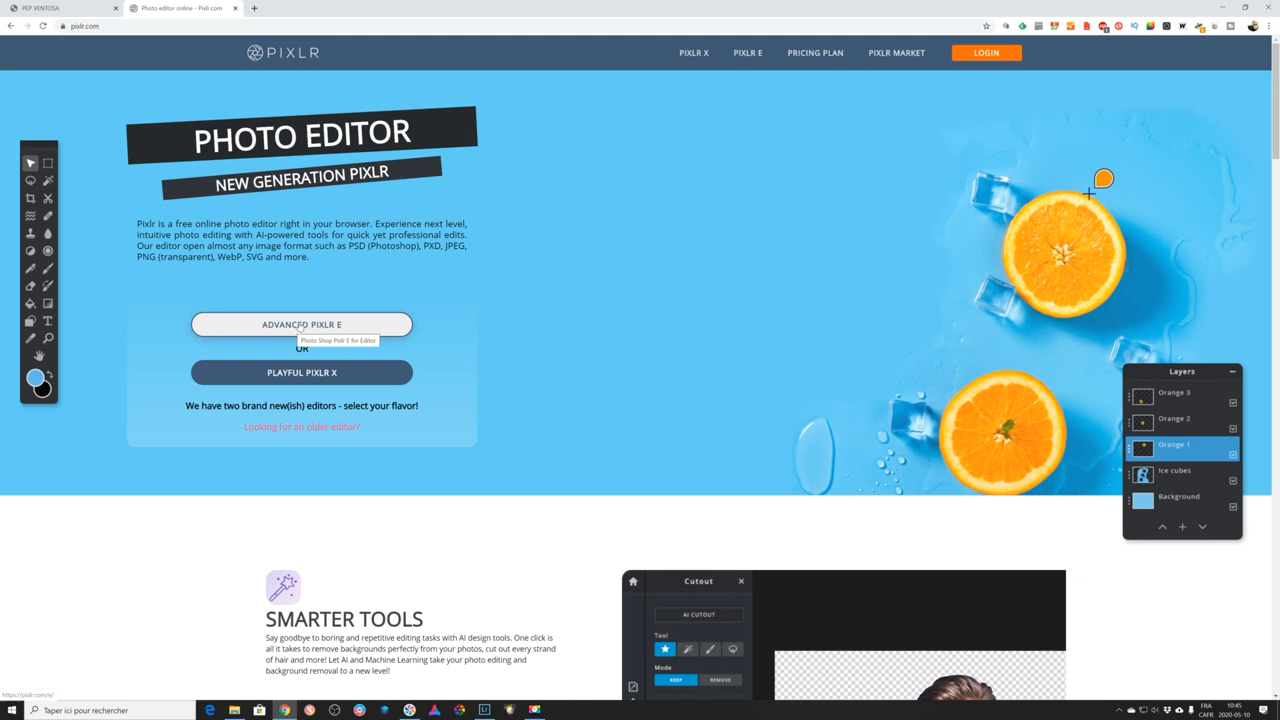 PEP VENTOSA
Photo editor online - Pixlr.com
pixlr.com
PIXLR
PIXLR X
PIXLR E
PRICING PLAN
PIXLR MARKET
LOGIN
PHOTO EDITOR
NEW GENERATION PIXLR
Pixlr is a free online photo editor right in your browser. Experience next level,
intuitive photo editing with AI-powered tools for quick yet professional edits.
Our editor open almost any image format such as PSD (Photoshop), PXD, JPEG,
PNG (transparent), WebP, SVG and more.
ADVANCED PIXLR E
Photo Shop Pixlr E for Editor
OR
PLAYFUL PIXLR X
We have two brand new(ish) editors - select your flavor!
Looking for an older editor?
Layers
Orange 3
Orange 2
Orange 1
Ice cubes
Background
SMARTER TOOLS
Say goodbye to boring and repetitive editing tasks with AI design tools. One click is
all it takes to remove backgrounds perfectly from your photos, cut out every strand
of hair and more! Let AI and Machine Learning take your photo editing and
background removal to a new level!
Cutout
AI CUTOUT
Tool
Mode
KEEP
REMOVE
https://pixlr.com/e/
Taper ici pour rechercher
FRA
CAFR
10:45
2020-05-10